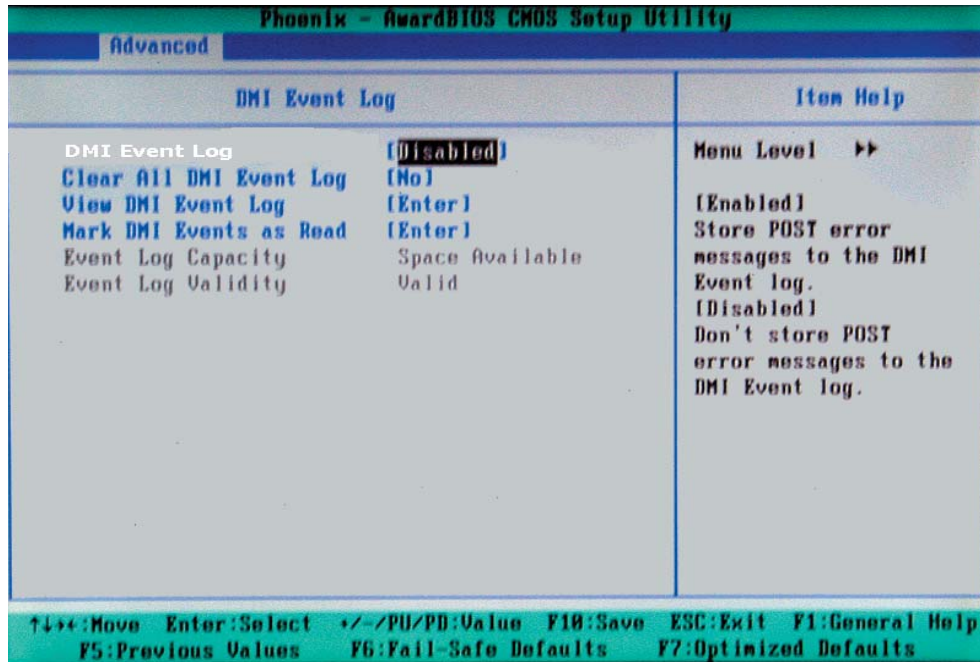 Phoenix - AwardBIOS CMOS Setup Utility
Advanced
DMI Event Log
Item Help
DMI Event Log [Disabled]
Clear All DMI Event Log [No]
View DMI Event Log [Enter]
Mark DMI Events as Read [Enter]
Event Log Capacity Space Available
Event Log Validity Valid
Menu Level ▶▶
[Enabled]
Store POST error
messages to the DMI
Event log.
[Disabled]
Don't store POST
error messages to the
DMI Event log.
↑↓→←:Move Enter:Select +/-/PU/PD:Value F10:Save ESC:Exit F1:General Help
F5:Previous Values F6:Fail-Safe Defaults F7:Optimized Defaults